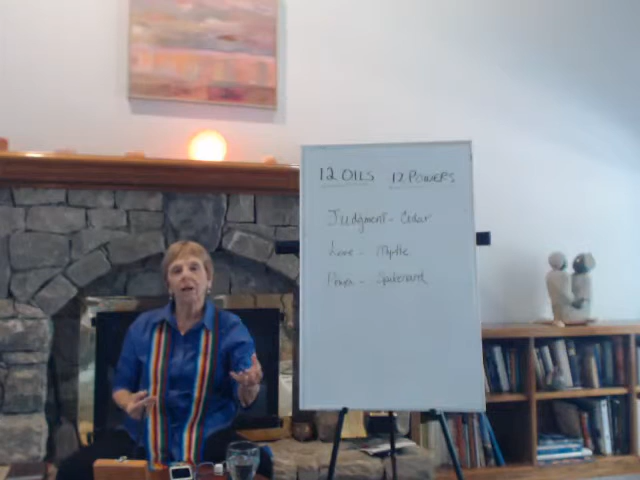 12 OILS 12 POWERS
Judgment - Cedar
Love - Myrtle
Power - Spikenard